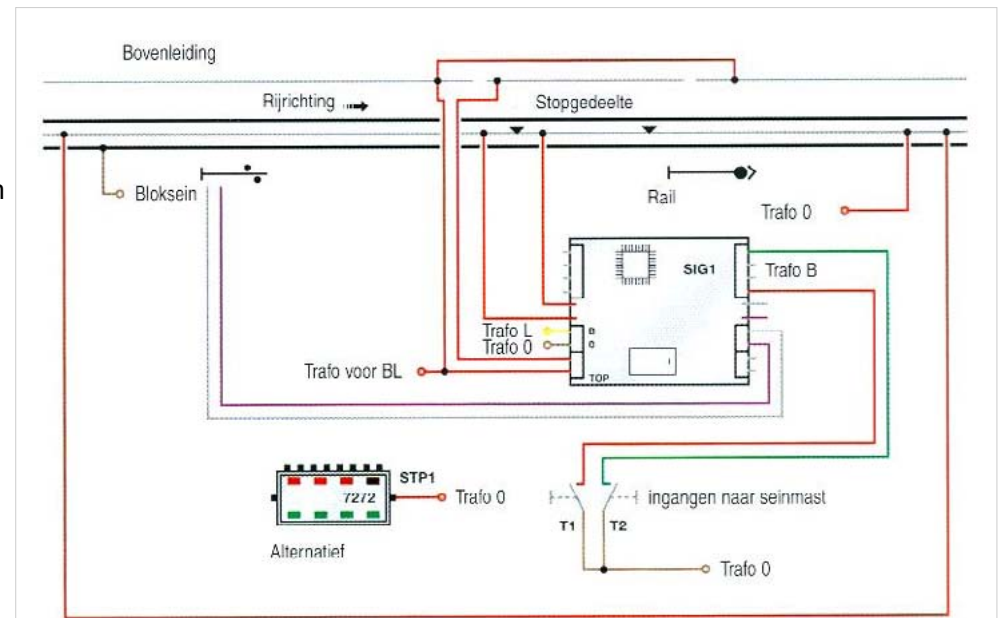 Bovenleiding
Rijrichting
Stopgedeelte
n
Bloksein
Rail
Trafo 0
SIG1
Trafo B
Trafo L
B
Trafo 0
0
Trafo voor BL
TOP
STP1
7272
Trafo 0
ingangen naar seinmast
T1
T2
Alternatief
Trafo 0